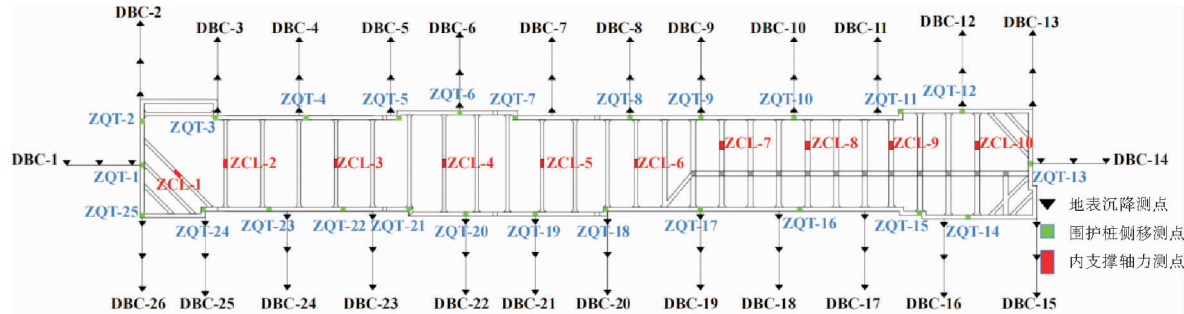 DBC-2
DBC-3
DBC-4
DBC-5
DBC-6
DBC-7
DBC-8
DBC-9
DBC-10
DBC-11
DBC-12
DBC-13
ZQT-2
ZQT-3
ZQT-4
ZQT-5
ZQT-6
ZQT-7
ZQT-8
ZQT-9
ZQT-10
ZQT-11
ZQT-12
DBC-1
ZQT-1
ZCL-1
ZCL-2
ZCL-3
ZCL-4
ZCL-5
ZCL-6
ZCL-7
ZCL-8
ZCL-9
ZCL-10
DBC-14
ZQT-13
ZQT-25
ZQT-24
ZQT-23
ZQT-22
ZQT-21
ZQT-20
ZQT-19
ZQT-18
ZQT-17
ZQT-16
ZQT-15
ZQT-14
地表沉降测点
围护桩侧移测点
内支撑轴力测点
DBC-26
DBC-25
DBC-24
DBC-23
DBC-22
DBC-21
DBC-20
DBC-19
DBC-18
DBC-17
DBC-16
DBC-15